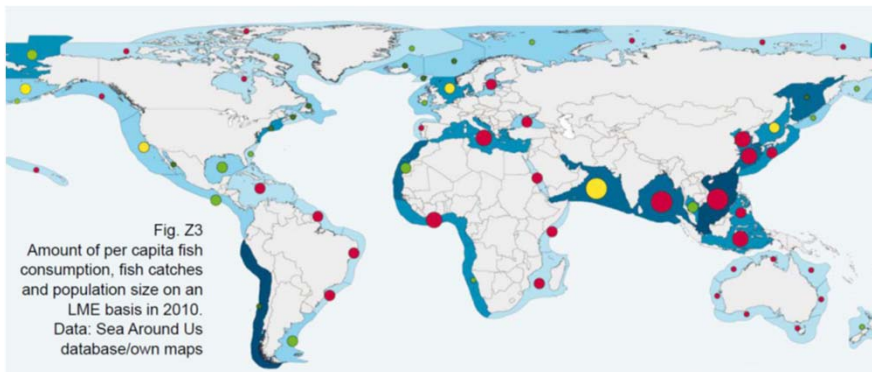 Fig. Z3
Amount of per capita fish
consumption, fish catches
and population size on an
LME basis in 2010.
Data: Sea Around Us
database/own maps